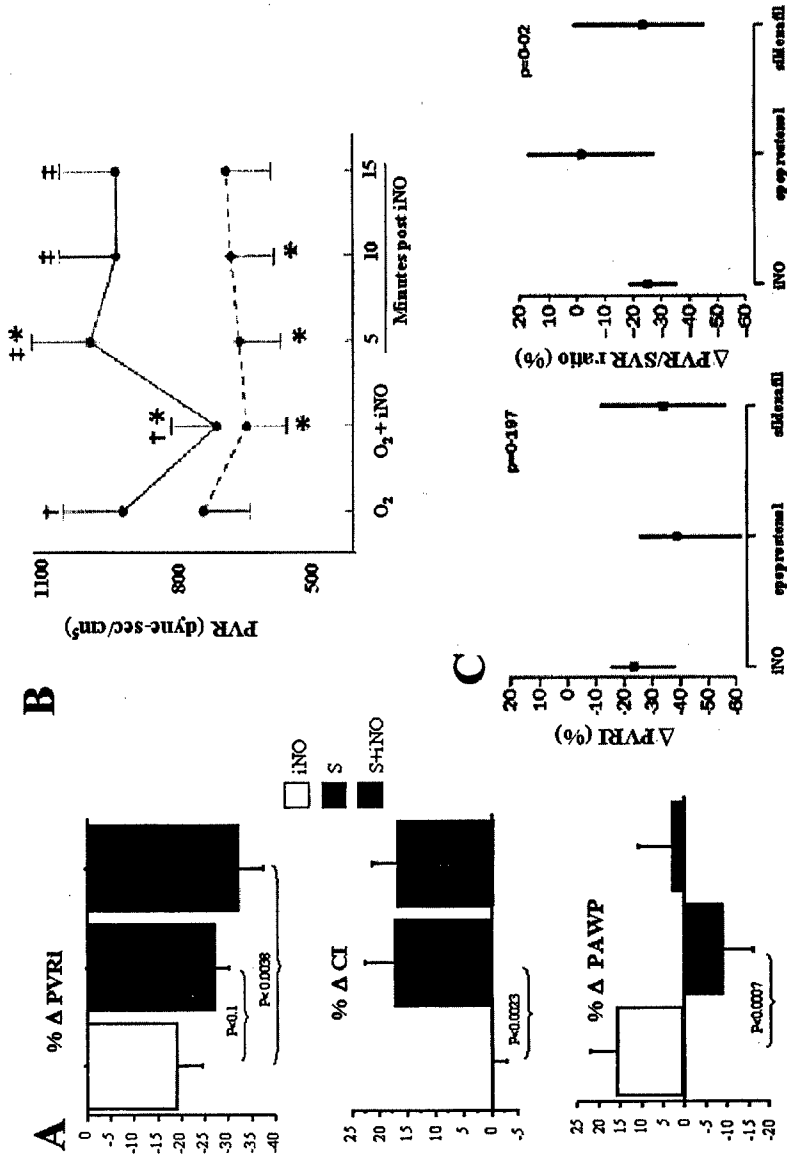 A
% Δ PVRI
0
-5
-10
-15
-20
-25
-30
-35
-40
P<0.1
P<0.0038
% Δ CI
25
20
15
10
5
0
-5
P<0.0023
iNO
S
S+iNO
% Δ PAWP
20
15
10
5
0
-5
-10
-15
-20
P<0.0007
B
PVR (dyne-sec/cm⁵)
1100
800
500
† †* ‡* ‡ ‡
* * *
O₂ O₂ + iNO 5 10 15
Minutes post iNO
C
Δ PVRI (%)
20
10
0
-10
-20
-30
-40
-50
-60
p=0·197
iNO epoprostenol sildenafil
Δ PVR/SVR ratio (%)
20
10
0
-10
-20
-30
-40
-50
-60
p=0·02
iNO epoprostenol sildenafil